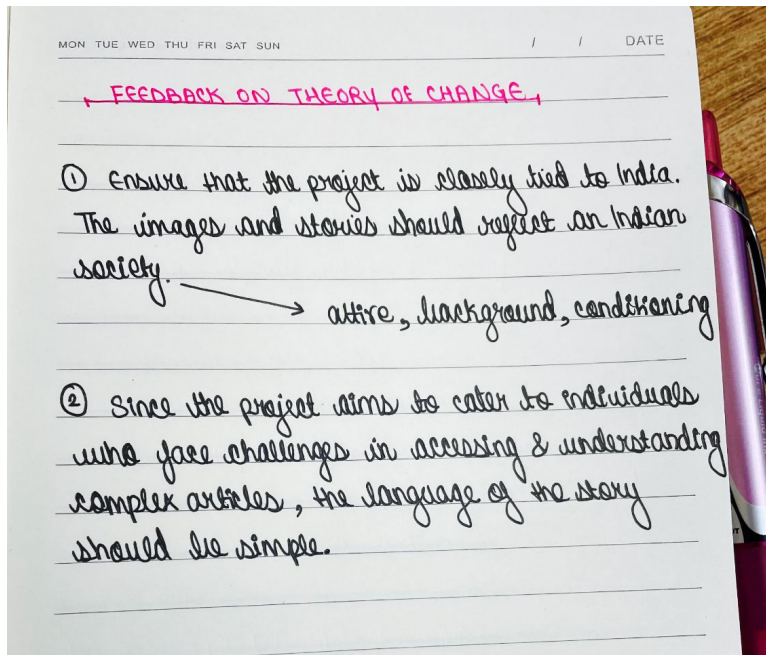 MON TUE WED THU FRI SAT SUN / / DATE
FEEDBACK ON THEORY OF CHANGE
① Ensure that the project is closely tied to India.
The images and stories should reflect an Indian
society.
→ attire, background, conditioning
② Since the project aims to cater to individuals
who face challenges in accessing & understanding
complex articles, the language of the story
should be simple.